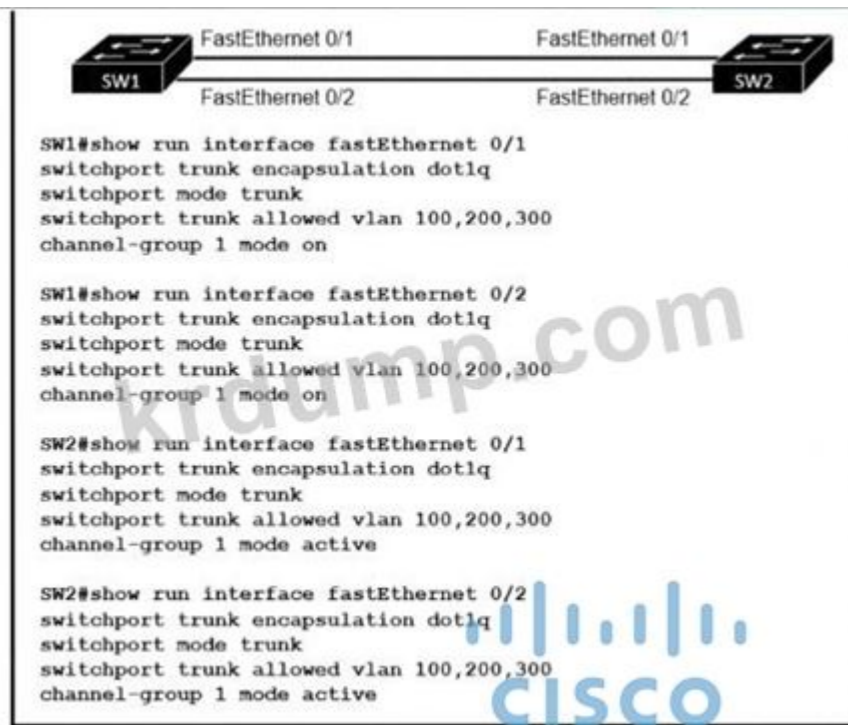 FastEthernet 0/1 FastEthernet 0/1
SW1 SW2
FastEthernet 0/2 FastEthernet 0/2
SW1#show run interface fastEthernet 0/1
switchport trunk encapsulation dot1q
switchport mode trunk
switchport trunk allowed vlan 100,200,300
channel-group 1 mode on
SW1#show run interface fastEthernet 0/2
switchport trunk encapsulation dot1q
switchport mode trunk
switchport trunk allowed vlan 100,200,300
channel-group 1 mode on
SW2#show run interface fastEthernet 0/1
switchport trunk encapsulation dot1q
switchport mode trunk
switchport trunk allowed vlan 100,200,300
channel-group 1 mode active
SW2#show run interface fastEthernet 0/2
switchport trunk encapsulation dot1q
switchport mode trunk
switchport trunk allowed vlan 100,200,300
channel-group 1 mode active
krdump.com
CISCO